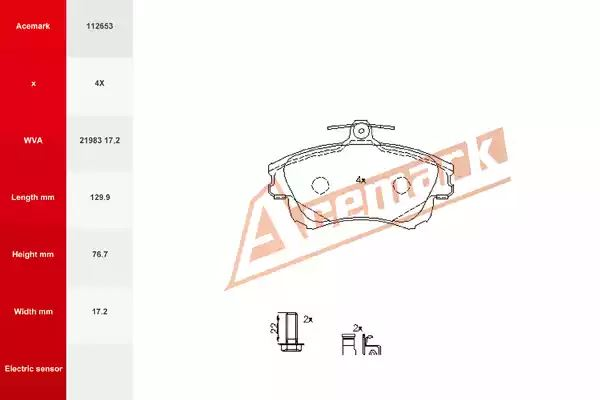 Acemark 112653
x 4X
WVA 21983 17,2
Length mm 129.9
Height mm 76.7
Width mm 17.2
Electric sensor
4x
Acemark
22 2x
2x